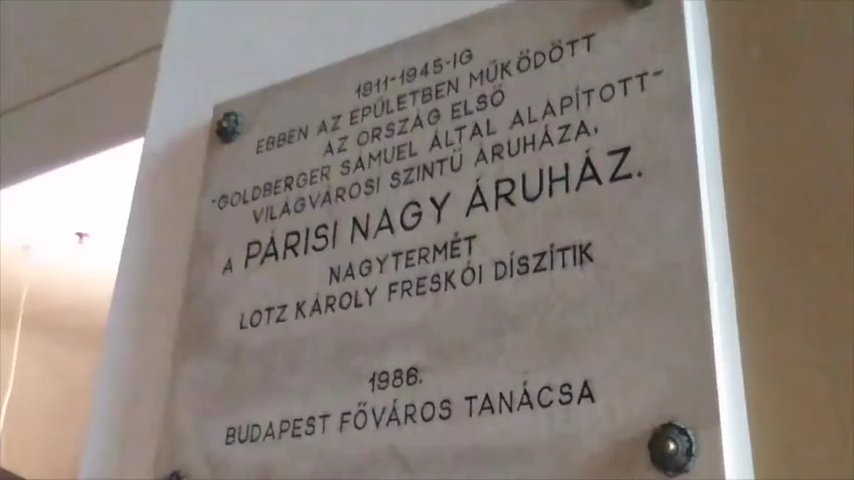 1911-1945-IG
EBBEN AZ ÉPÜLETBEN MŰKÖDÖTT
AZ ORSZÁG ELSŐ
-GOLDBERGER SÁMUEL ÁLTAL ALAPÍTOTT-
VILÁGVÁROSI SZINTŰ ÁRUHÁZA,
A PÁRISI NAGY ÁRUHÁZ.
NAGYTERMÉT
LOTZ KÁROLY FRESKÓI DÍSZÍTIK
1986.
BUDAPEST FŐVÁROS TANÁCSA